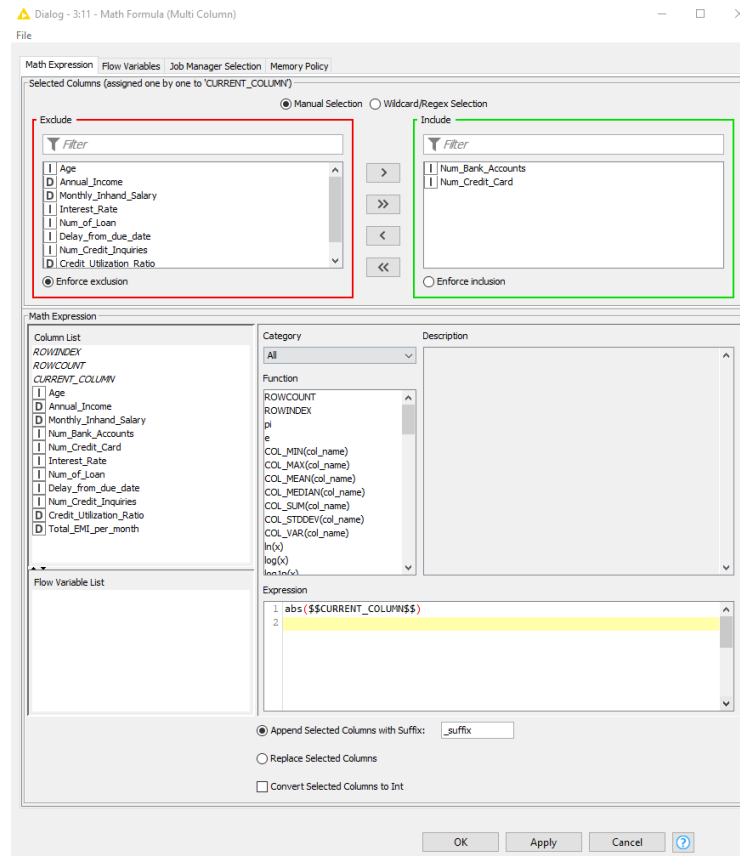 Dialog - 3:11 - Math Formula (Multi Column)
File
Math Expression Flow Variables Job Manager Selection Memory Policy
Selected Columns (assigned one by one to 'CURRENT_COLUMN')
Manual Selection Wildcard/Regex Selection
Exclude
Filter
I Age
D Annual_Income
D Monthly_Inhand_Salary
I Interest_Rate
I Num_of_Loan
I Delay_from_due_date
I Num_Credit_Inquiries
D Credit_Utilization_Ratio
Enforce exclusion
>
>>
<
<<
Include
Filter
I Num_Bank_Accounts
I Num_Credit_Card
Enforce inclusion
Math Expression
Column List
ROWINDEX
ROWCOUNT
CURRENT_COLUMN
I Age
D Annual_Income
D Monthly_Inhand_Salary
I Num_Bank_Accounts
I Num_Credit_Card
I Interest_Rate
I Num_of_Loan
I Delay_from_due_date
I Num_Credit_Inquiries
D Credit_Utilization_Ratio
D Total_EMI_per_month
Flow Variable List
Category
All
Function
ROWCOUNT
ROWINDEX
pi
e
COL_MIN(col_name)
COL_MAX(col_name)
COL_MEAN(col_name)
COL_MEDIAN(col_name)
COL_SUM(col_name)
COL_STDDEV(col_name)
COL_VAR(col_name)
ln(x)
log(x)
log1p(x)
Description
Expression
1 abs($$CURRENT_COLUMN$$)
2
Append Selected Columns with Suffix: _suffix
Replace Selected Columns
Convert Selected Columns to Int
OK Apply Cancel ?